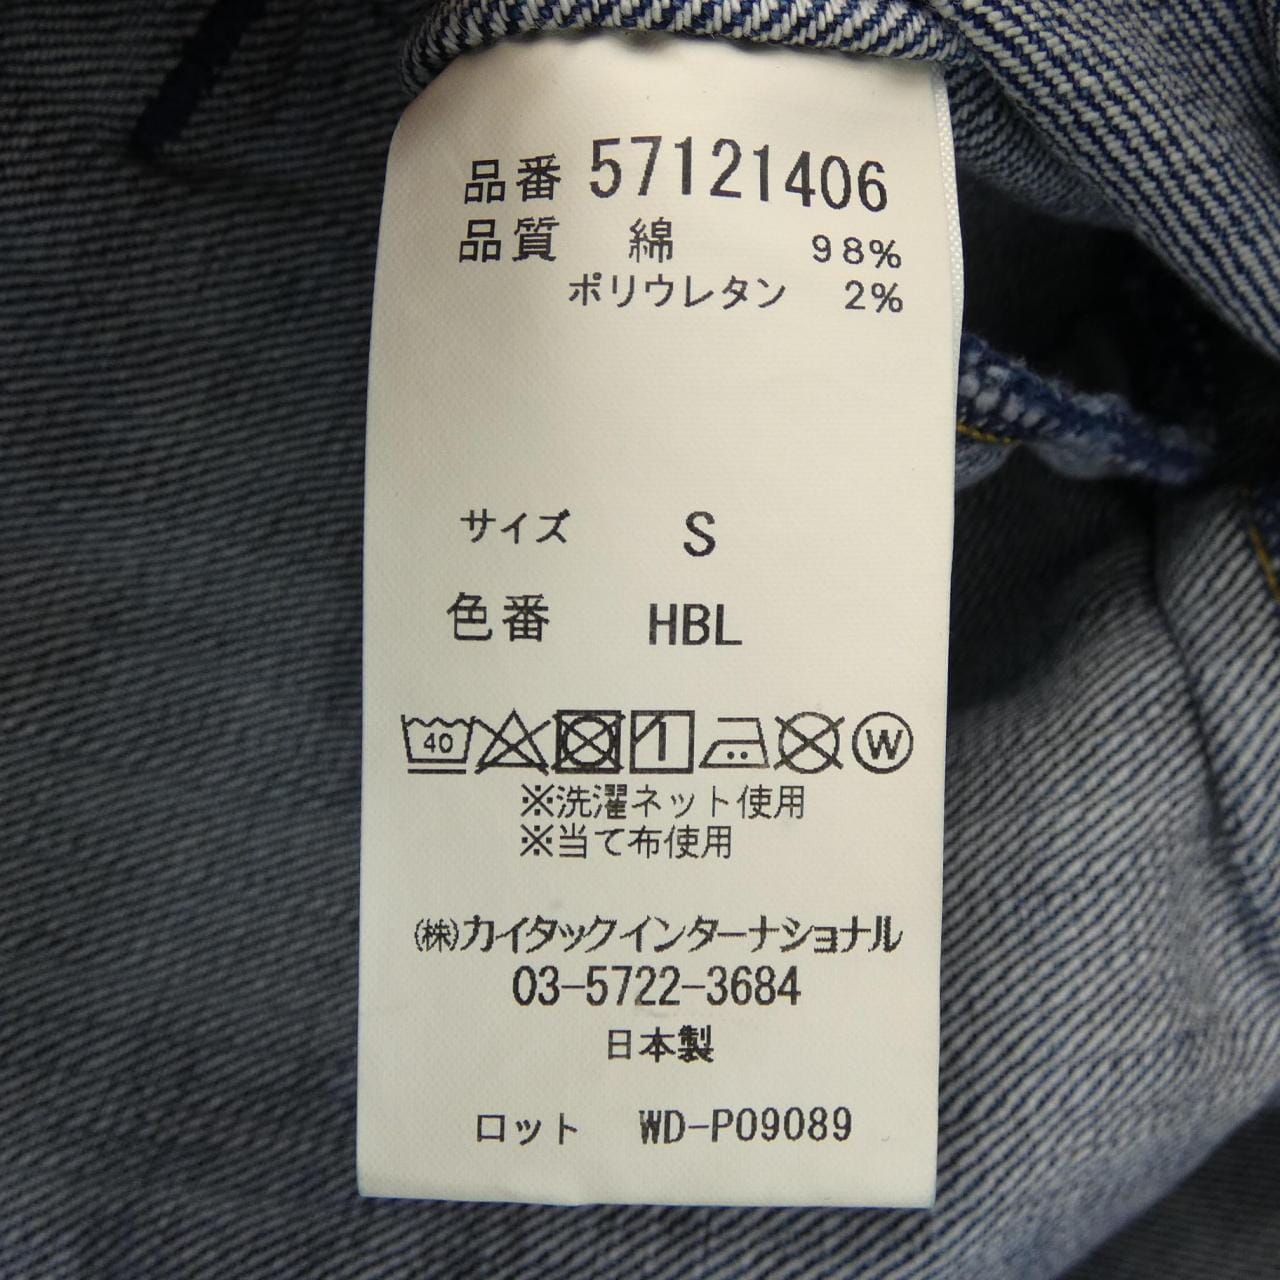 品番 57121406
品質 綿 98%
ポリウレタン 2%
サイズ S
色番 HBL
40 W
※洗濯ネット使用
※当て布使用
㈱カイタックインターナショナル
03-5722-3684
日本製
ロット WD-P09089